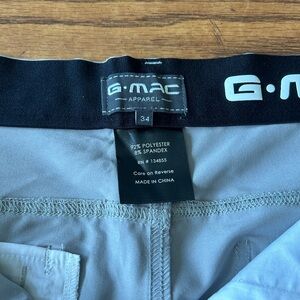 G·MAC
APPAREL
34
G·M
92% POLYESTER
8% SPANDEX
RN # 134855
Care on Reverse
MADE IN CHINA